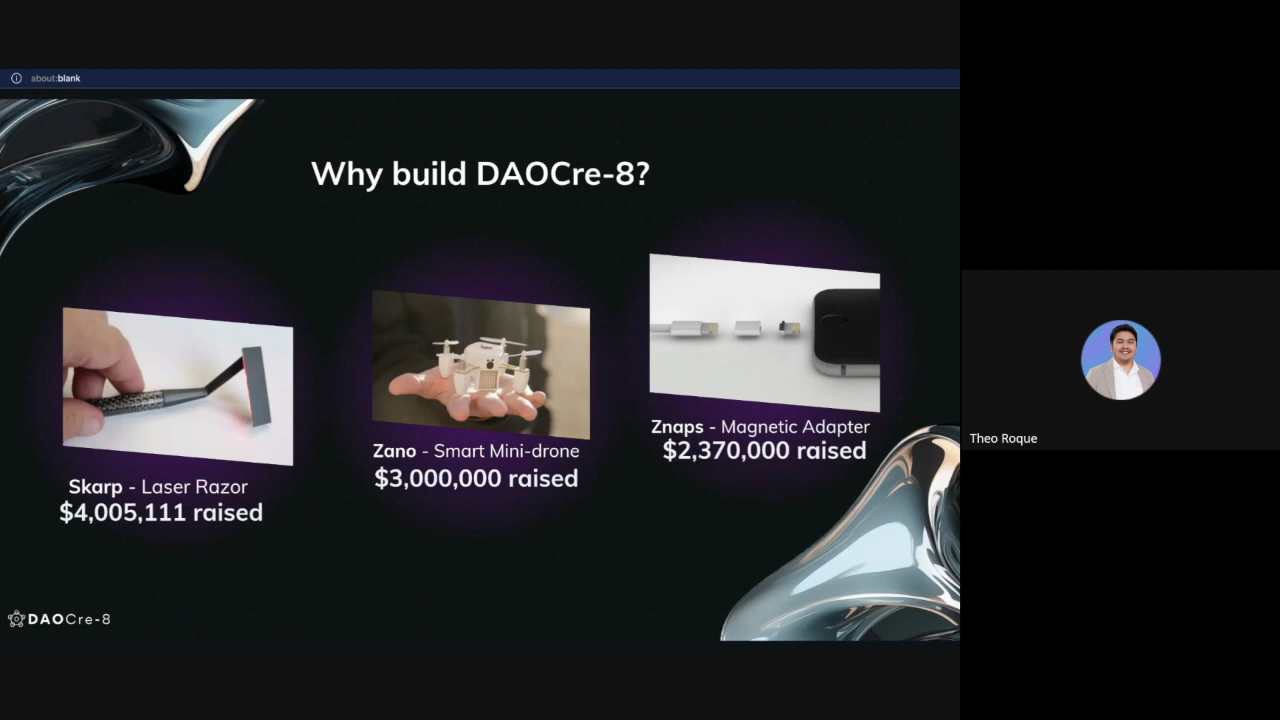 about:blank
Why build DAOCre-8?
Skarp - Laser Razor
$4,005,111 raised
Zano - Smart Mini-drone
$3,000,000 raised
Znaps - Magnetic Adapter
$2,370,000 raised
DAOCre-8
Theo Roque